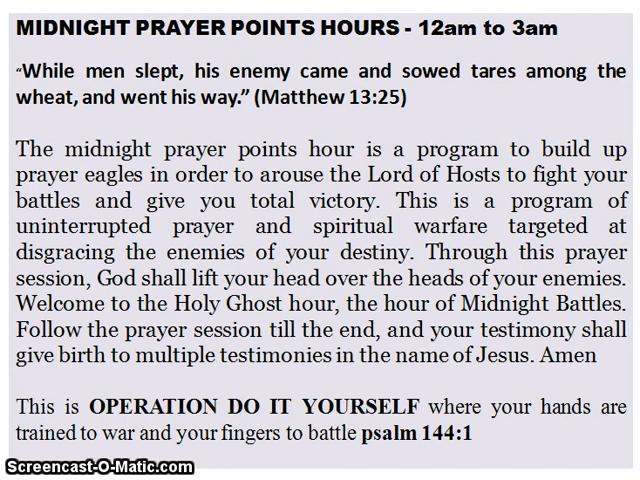 MIDNIGHT PRAYER POINTS HOURS - 12am to 3am
“While men slept, his enemy came and sowed tares among the
wheat, and went his way.” (Matthew 13:25)
The midnight prayer points hour is a program to build up
prayer eagles in order to arouse the Lord of Hosts to fight your
battles and give you total victory. This is a program of
uninterrupted prayer and spiritual warfare targeted at
disgracing the enemies of your destiny. Through this prayer
session, God shall lift your head over the heads of your enemies.
Welcome to the Holy Ghost hour, the hour of Midnight Battles.
Follow the prayer session till the end, and your testimony shall
give birth to multiple testimonies in the name of Jesus. Amen
This is OPERATION DO IT YOURSELF where your hands are
trained to war and your fingers to battle psalm 144:1
Screencast-O-Matic.com